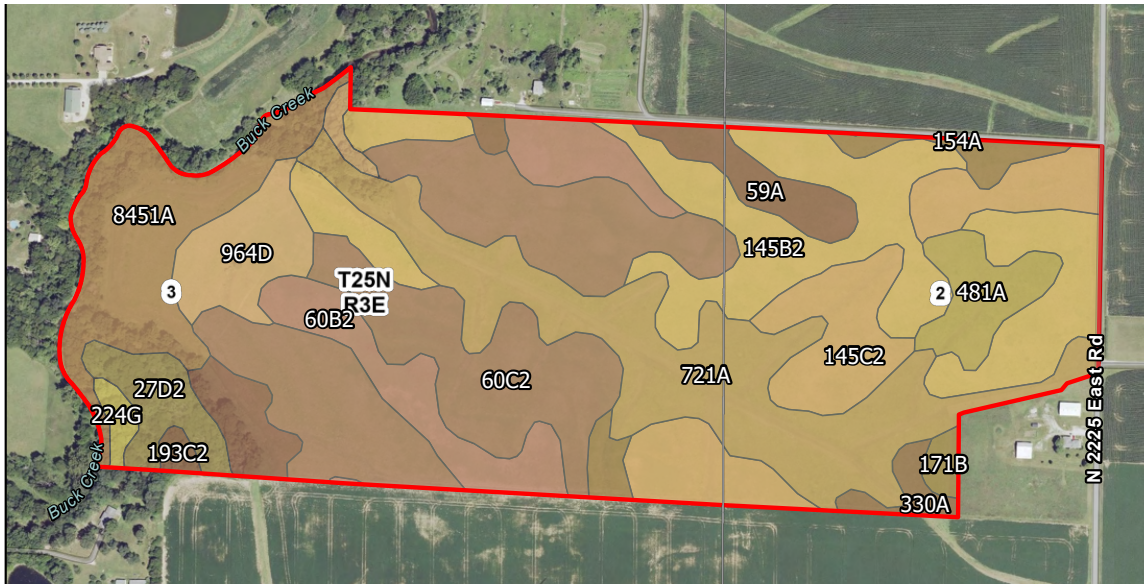 Buck Creek
154A
59A
8451A
145B2
964D
T25N
R3E
3
2
481A
60B2
145C2
721A
60C2
27D2
224G
193C2
171B
330A
Buck Creek
N 2225 East Rd